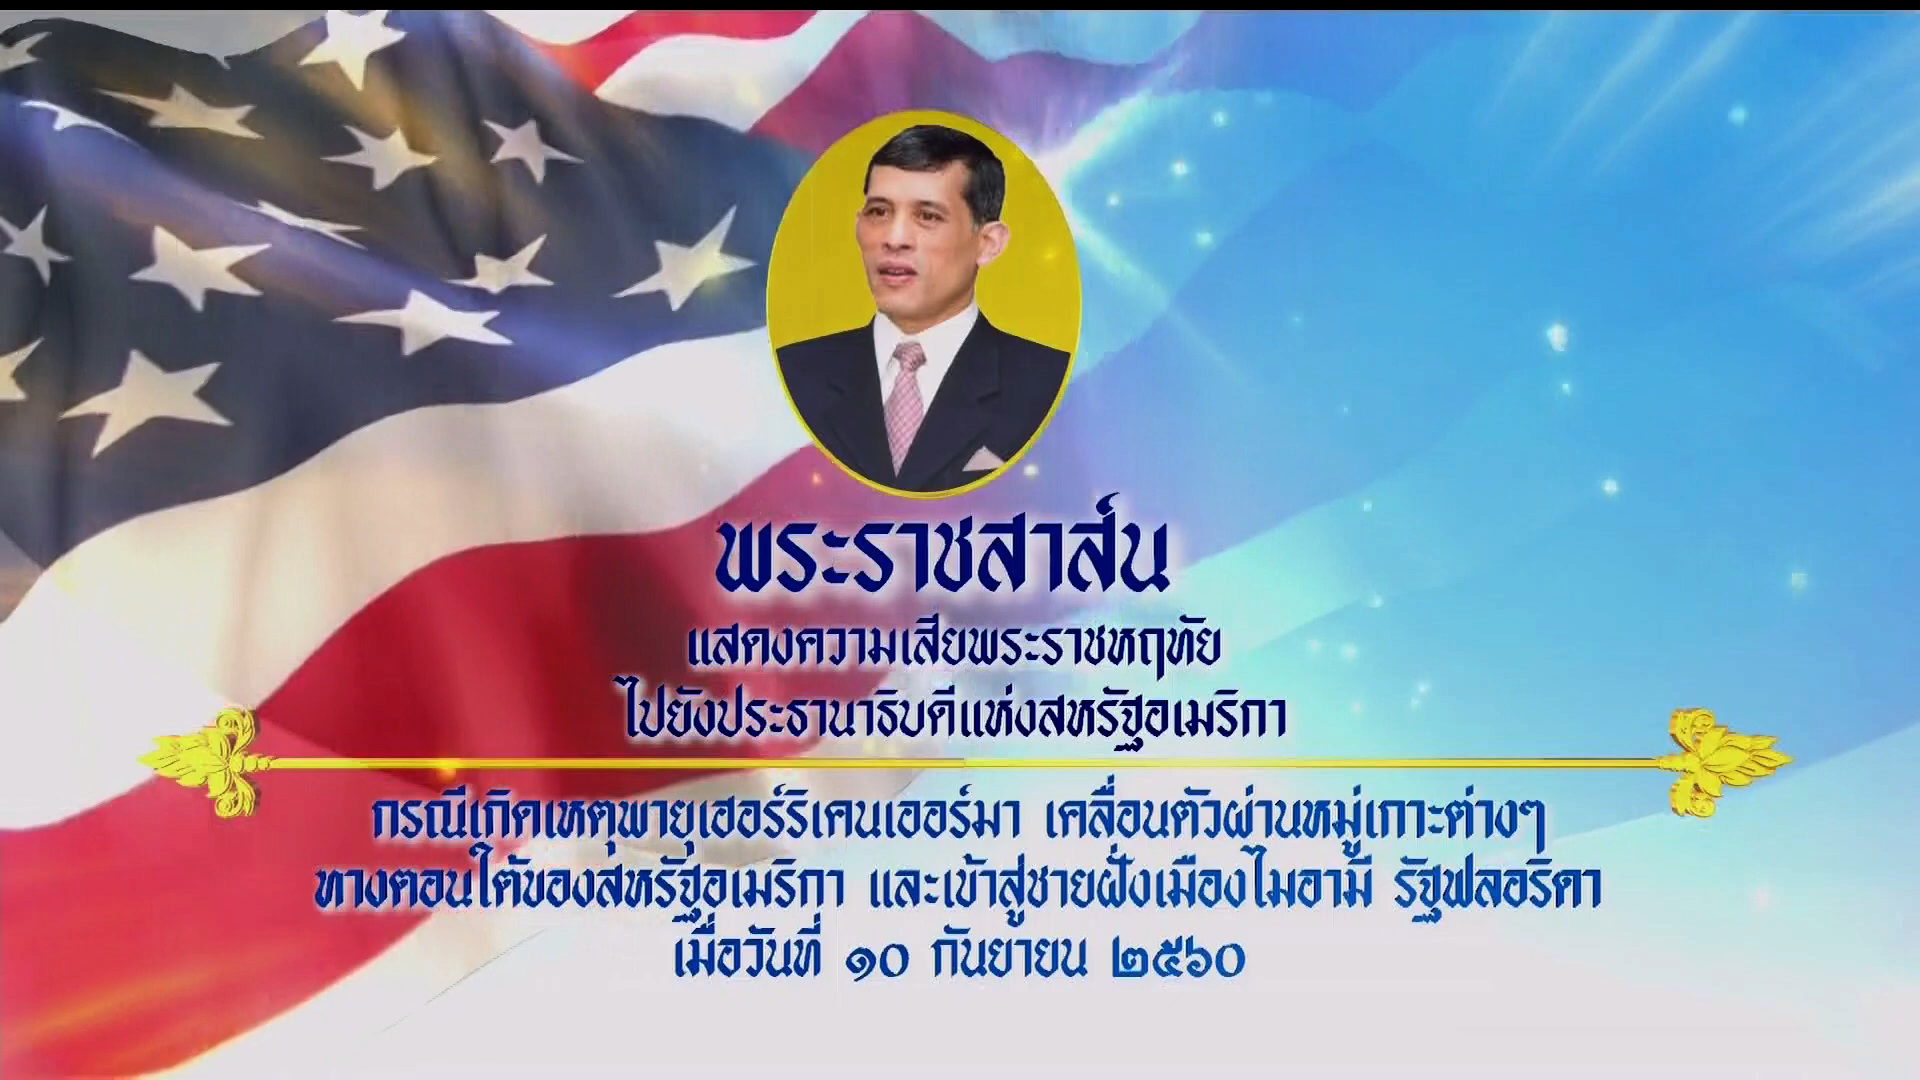 พระราชสาส์น
แสดงความเสียพระราชหฤทัย
ไปยังประธานาธิบดีแห่งสหรัฐอเมริกา
กรณีเกิดเหตุพายุเฮอร์ริเคนเออร์มา เคลื่อนตัวผ่านหมู่เกาะต่างๆ
ทางตอนใต้ของสหรัฐอเมริกา และเข้าสู่ชายฝั่งเมืองไมอามี รัฐฟลอริดา
เมื่อวันที่ ๑๐ กันยายน ๒๕๖๐